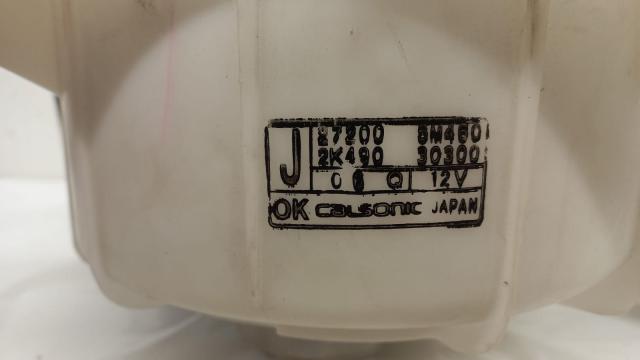 J
27200 8M460
2K490 30300
0 Q 12V
OK CALSONIC JAPAN